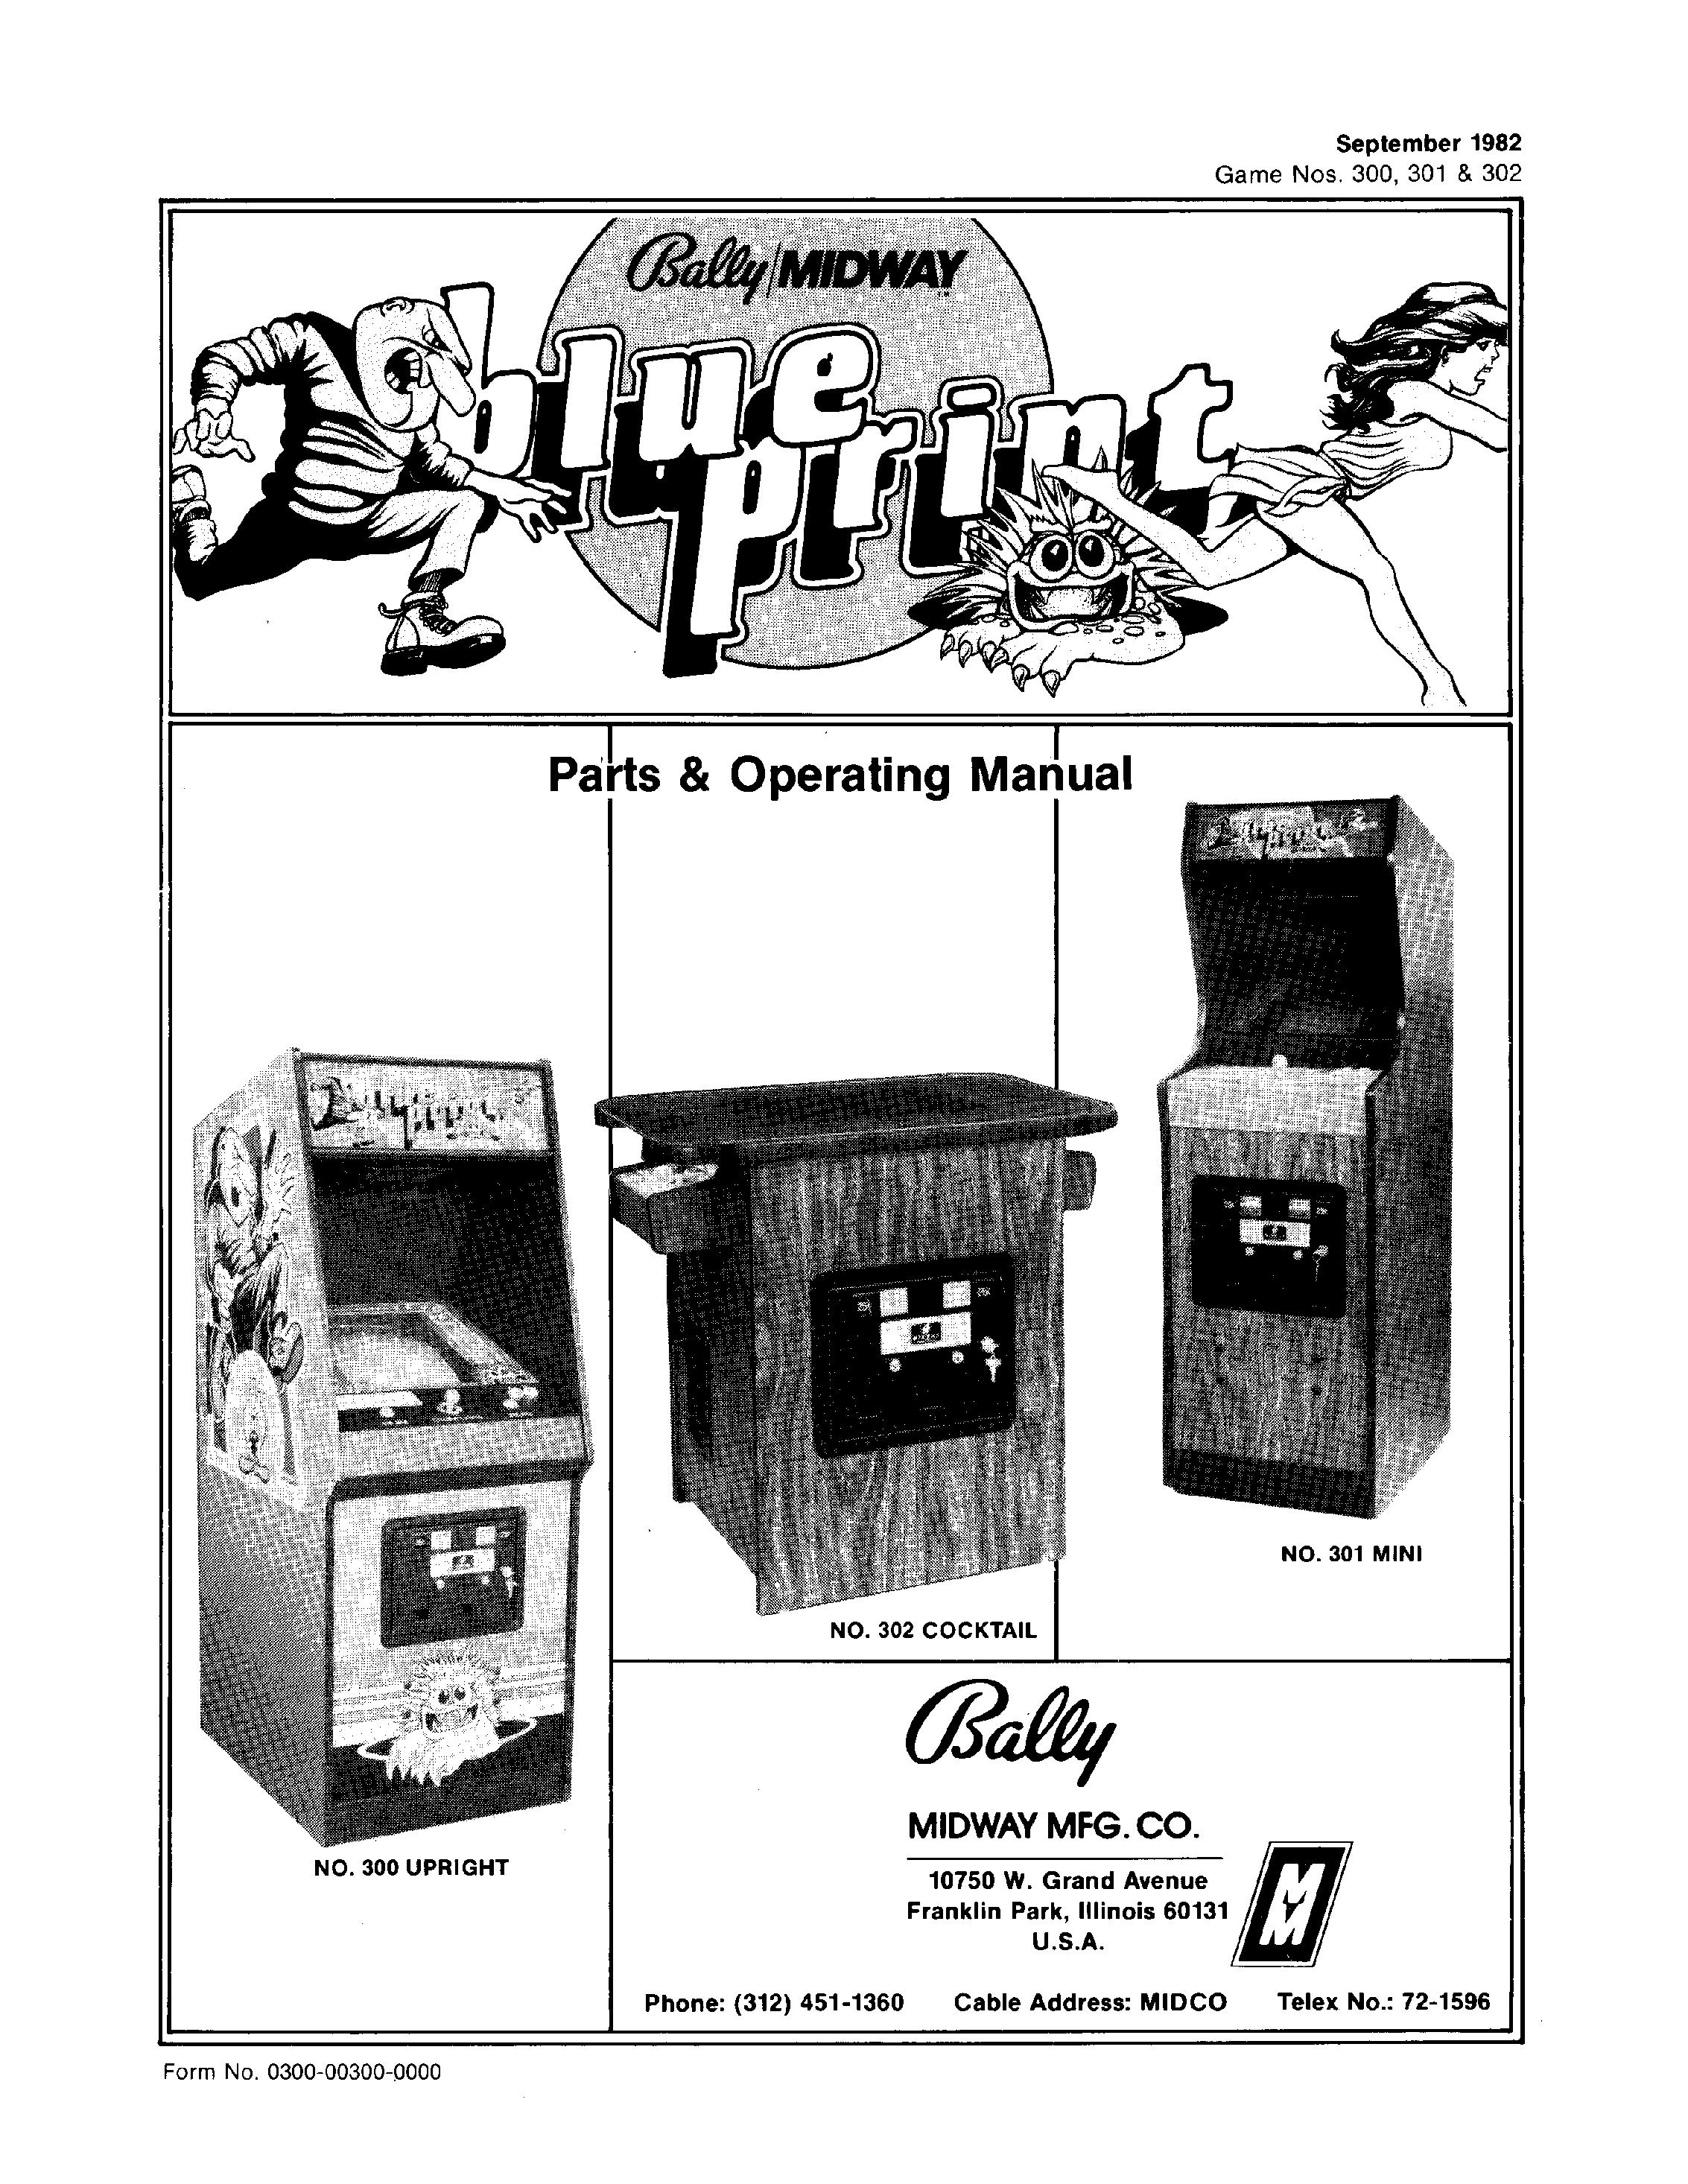 September 1982
Game Nos. 300, 301 & 302
Bally/MIDWAY
blue
print
Parts & Operating Manual
NO. 301 MINI
NO. 302 COCKTAIL
NO. 300 UPRIGHT
Bally
MIDWAY MFG. CO.
10750 W. Grand Avenue
Franklin Park, Illinois 60131
U.S.A.
Phone: (312) 451-1360 Cable Address: MIDCO Telex No.: 72-1596
Form No. 0300-00300-0000